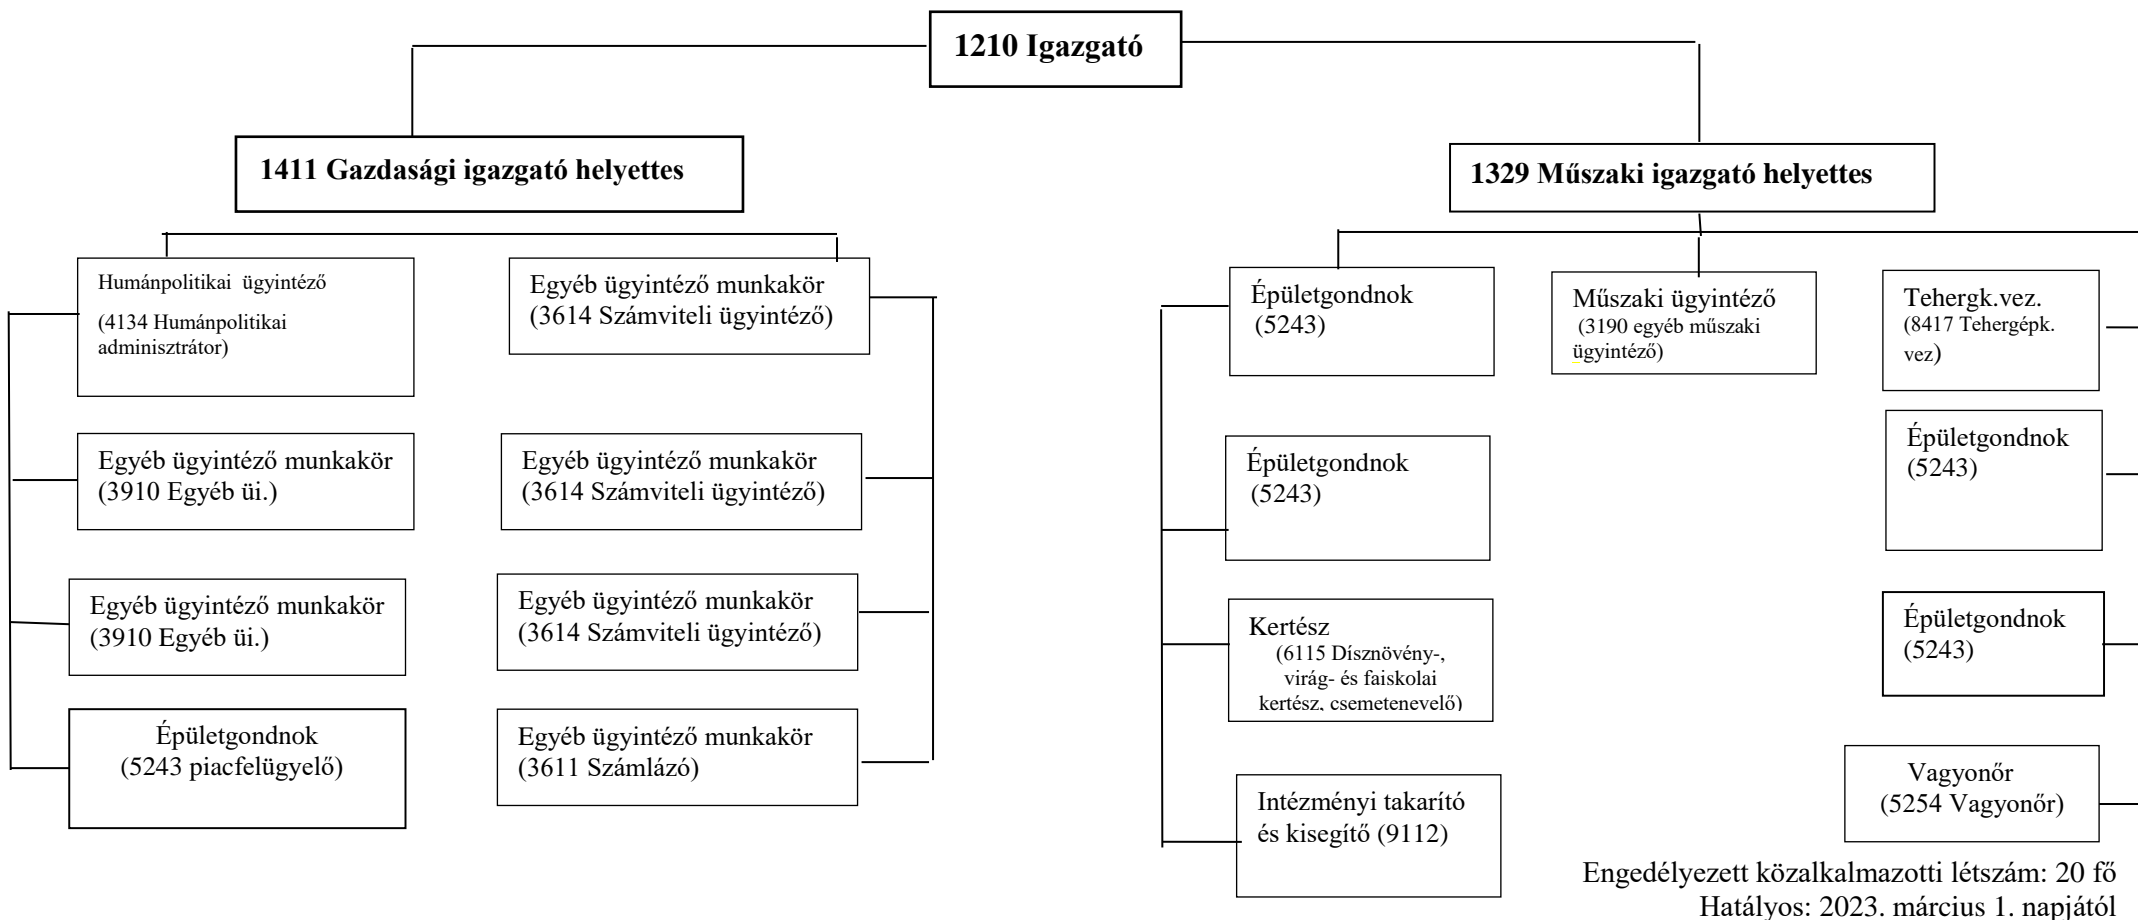 1210 Igazgató
1411 Gazdasági igazgató helyettes
1329 Műszaki igazgató helyettes
Humánpolitikai ügyintéző
(4134 Humánpolitikai
adminisztrátor)
Egyéb ügyintéző munkakör
(3910 Egyéb üi.)
Egyéb ügyintéző munkakör
(3910 Egyéb üi.)
Épületgondnok
(5243 piacfelügyelő)
Egyéb ügyintéző munkakör
(3614 Számviteli ügyintéző)
Egyéb ügyintéző munkakör
(3614 Számviteli ügyintéző)
Egyéb ügyintéző munkakör
(3614 Számviteli ügyintéző)
Egyéb ügyintéző munkakör
(3611 Számlázó)
Épületgondnok
(5243)
Épületgondnok
(5243)
Kertész
(6115 Dísznövény-,
virág- és faiskolai
kertész, csemetenevelő)
Intézményi takarító
és kisegítő (9112)
Műszaki ügyintéző
(3190 egyéb műszaki
ügyintéző)
Tehergk.vez.
(8417 Tehergépk.
vez)
Épületgondnok
(5243)
Épületgondnok
(5243)
Vagyonőr
(5254 Vagyonőr)
Engedélyezett közalkalmazotti létszám: 20 fő
Hatályos: 2023. március 1. napjától